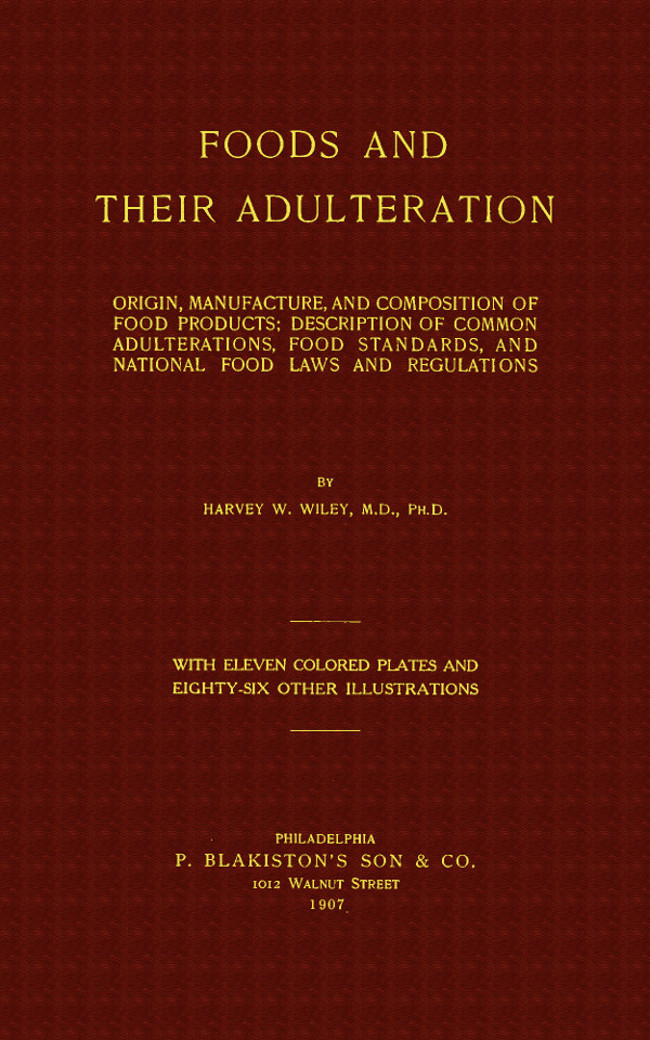 FOODS AND
THEIR ADULTERATION
ORIGIN, MANUFACTURE, AND COMPOSITION OF
FOOD PRODUCTS; DESCRIPTION OF COMMON
ADULTERATIONS, FOOD STANDARDS, AND
NATIONAL FOOD LAWS AND REGULATIONS
BY
HARVEY W. WILEY, M.D., PH.D.
WITH ELEVEN COLORED PLATES AND
EIGHTY-SIX OTHER ILLUSTRATIONS
PHILADELPHIA
P. BLAKISTON'S SON & CO.
1012 WALNUT STREET
1907